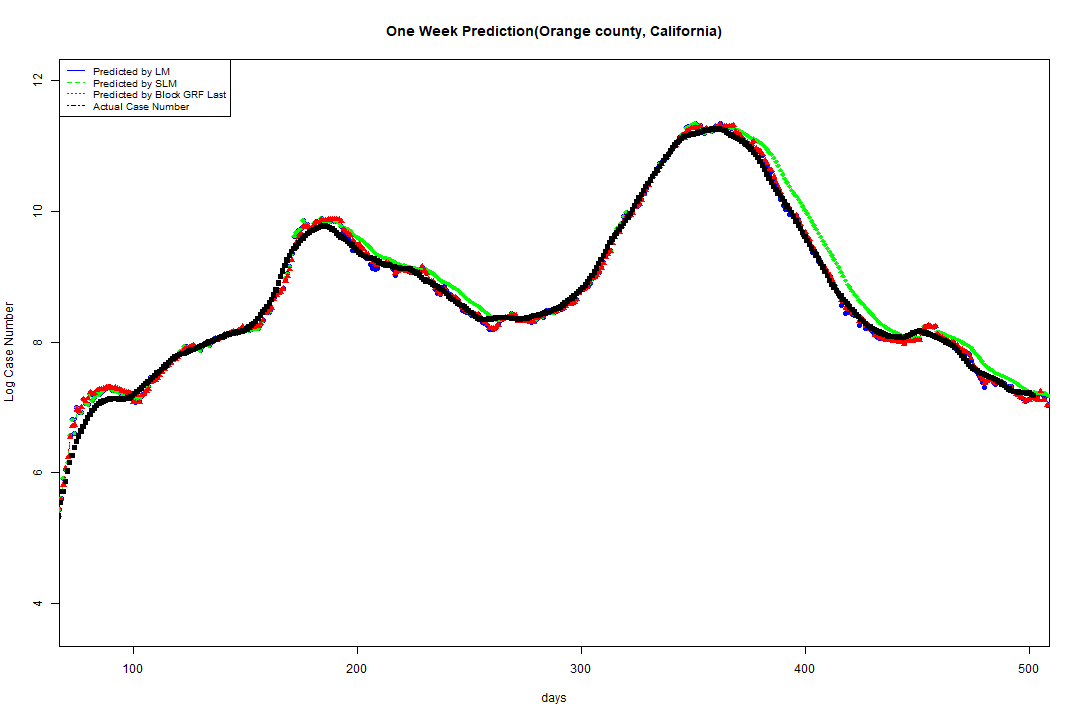 One Week Prediction(Orange county, California)
Predicted by LM
Predicted by SLM
Predicted by Block GRF Last
Actual Case Number
12
10
8
6
4
Log Case Number
100 200 300 400 500
days